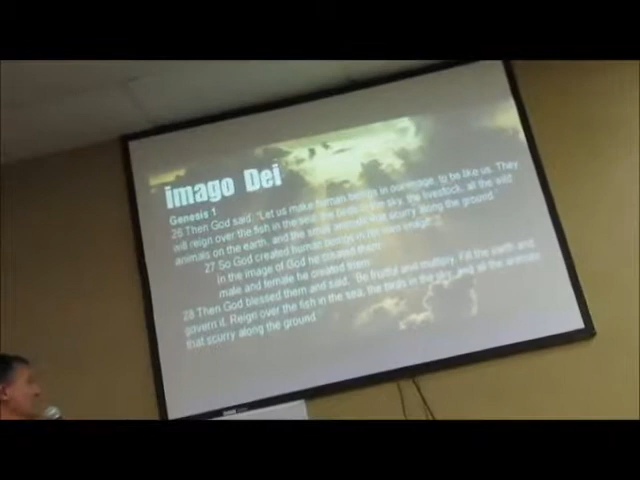 imago Dei
Genesis 1
26 Then God said, "Let us make human beings in our image, to be like us. They
will reign over the fish in the sea, the birds in the sky, the livestock, all the wild
animals on the earth, and the small animals that scurry along the ground."
27 So God created human beings in his own image.
in the image of God he created them;
male and female he created them.
28 Then God blessed them and said, "Be fruitful and multiply. Fill the earth and
govern it. Reign over the fish in the sea, the birds in the sky, and all the animals
that scurry along the ground."